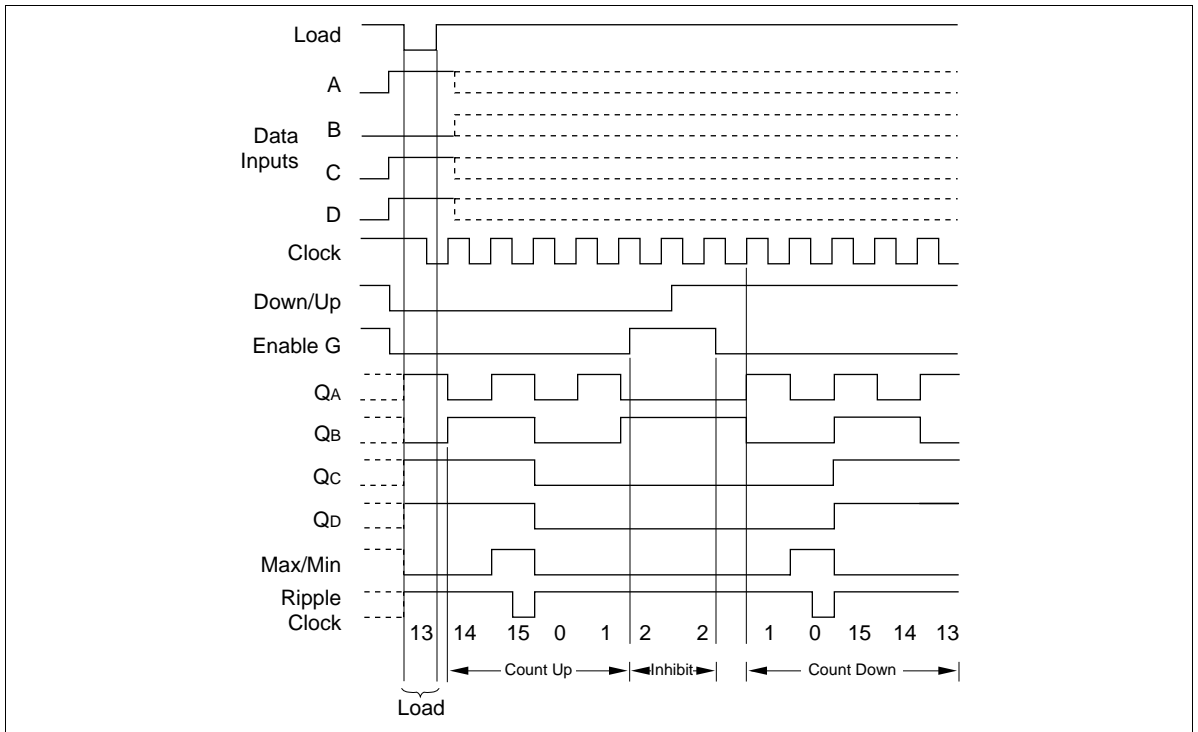 Load
A
Data
Inputs
B
C
D
Clock
Down/Up
Enable G
QA
QB
QC
QD
Max/Min
Ripple
Clock
13 14 15 0 1 2 2 1 0 15 14 13
Count Up Inhibit Count Down
Load